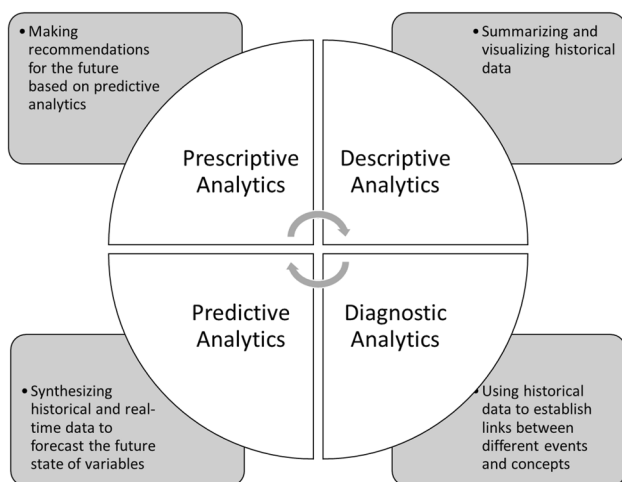 • Making
recommendations
for the future
based on predictive
analytics
• Summarizing and
visualizing historical
data
Prescriptive
Analytics
Descriptive
Analytics
Predictive
Analytics
Diagnostic
Analytics
• Synthesizing
historical and real-
time data to
forecast the future
state of variables
• Using historical
data to establish
links between
different events
and concepts